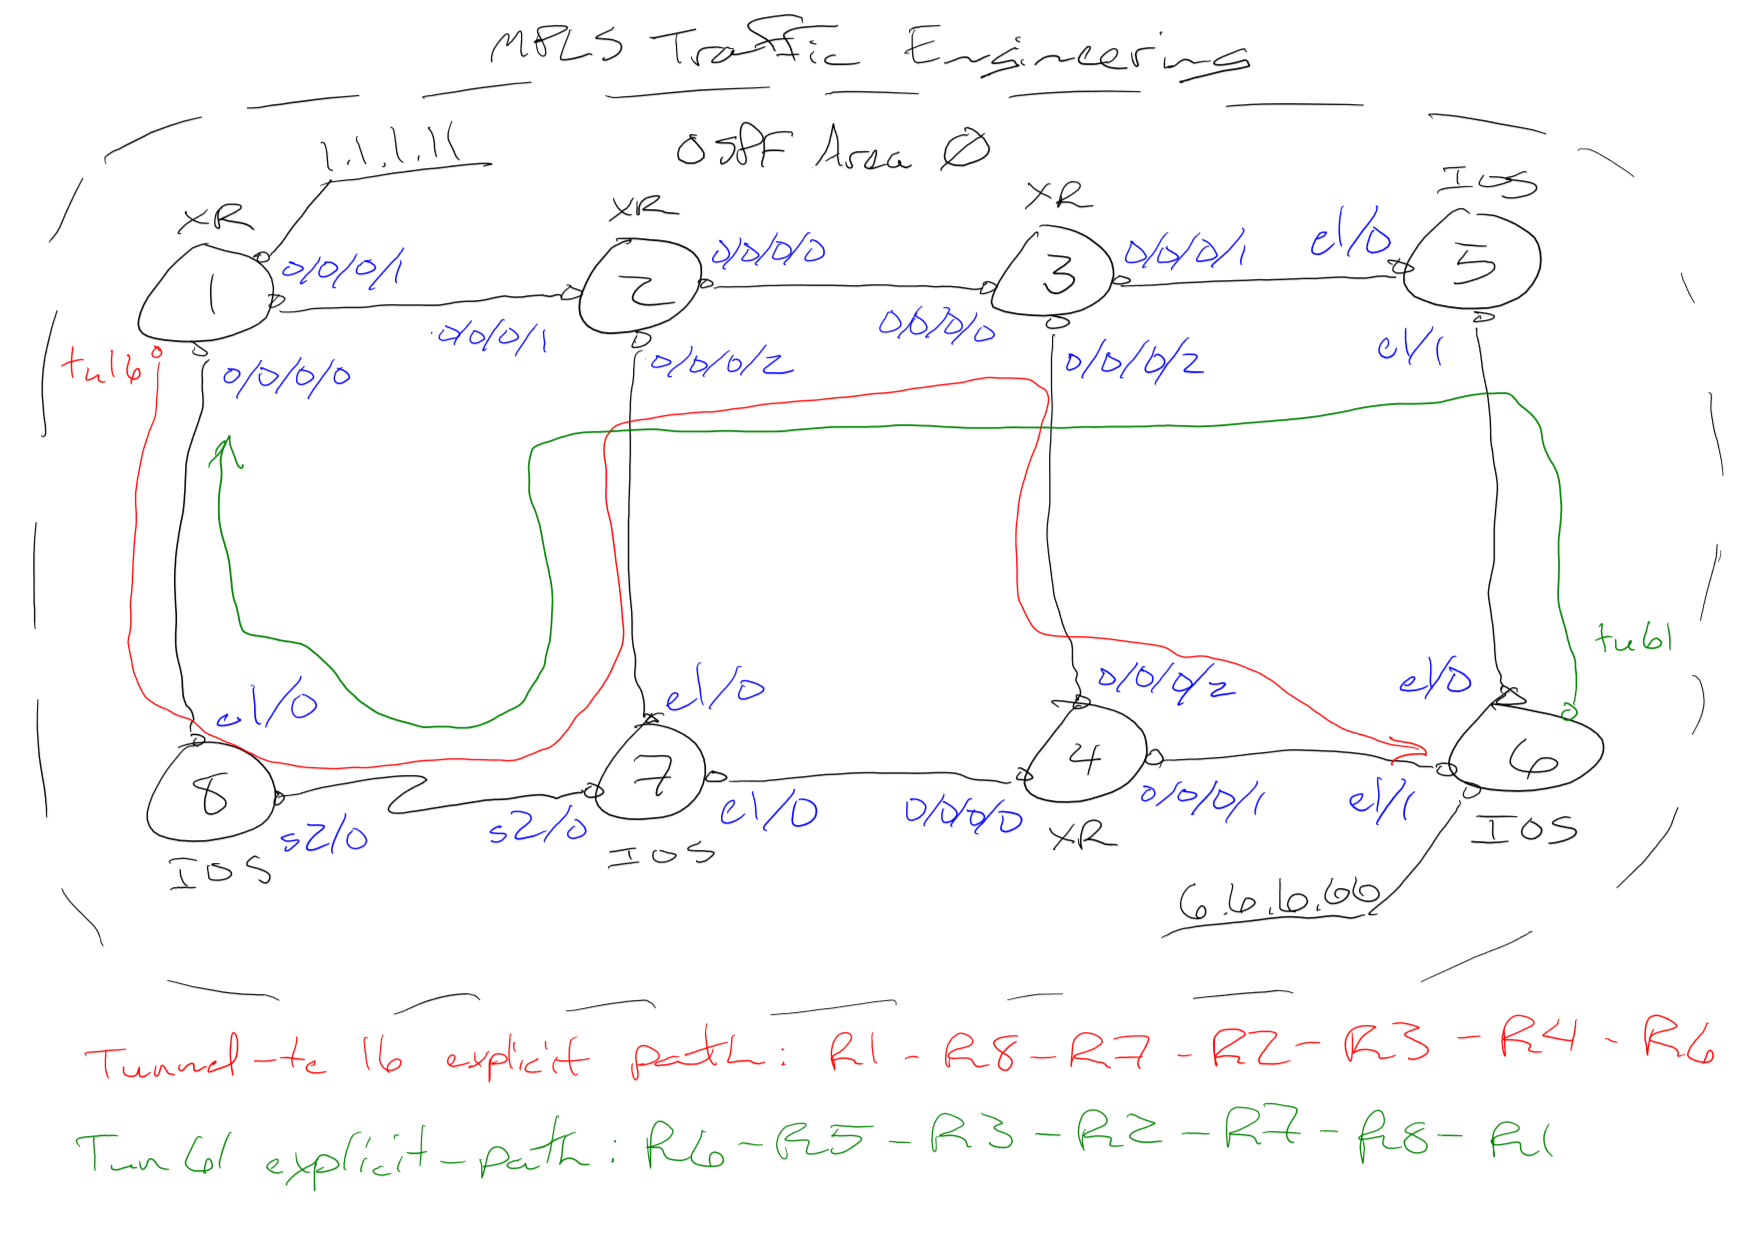 MPLS Traffic Engineering
OSPF Area 0
1.1.1.11
XR
XR
XR
IOS
1
2
3
5
0/0/0/1
0/0/0/0
0/0/0/1
e1/0
0/0/0/1
0/0/0/0
e1/1
tu16
0/0/0/0
0/0/0/2
0/0/0/2
tu61
e1/0
e1/0
0/0/0/2
e1/0
8
7
4
6
s2/0
s2/0
e1/0
0/0/0/0
0/0/0/1
e1/1
IOS
IOS
XR
IOS
6.6.6.66
Tunnel-te 16 explicit path: R1 - R8 - R7 - R2 - R3 - R4 - R6
Tun 61 explicit-path: R6 - R5 - R3 - R2 - R7 - R8 - R1